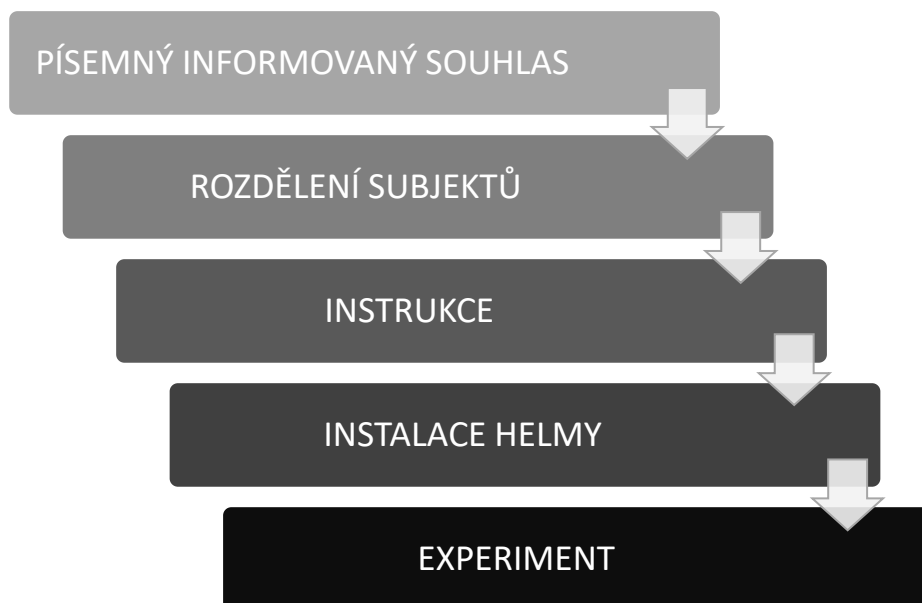 PÍSEMNÝ INFORMOVANÝ SOUHLAS
ROZDĚLENÍ SUBJEKTŮ
INSTRUKCE
INSTALACE HELMY
EXPERIMENT